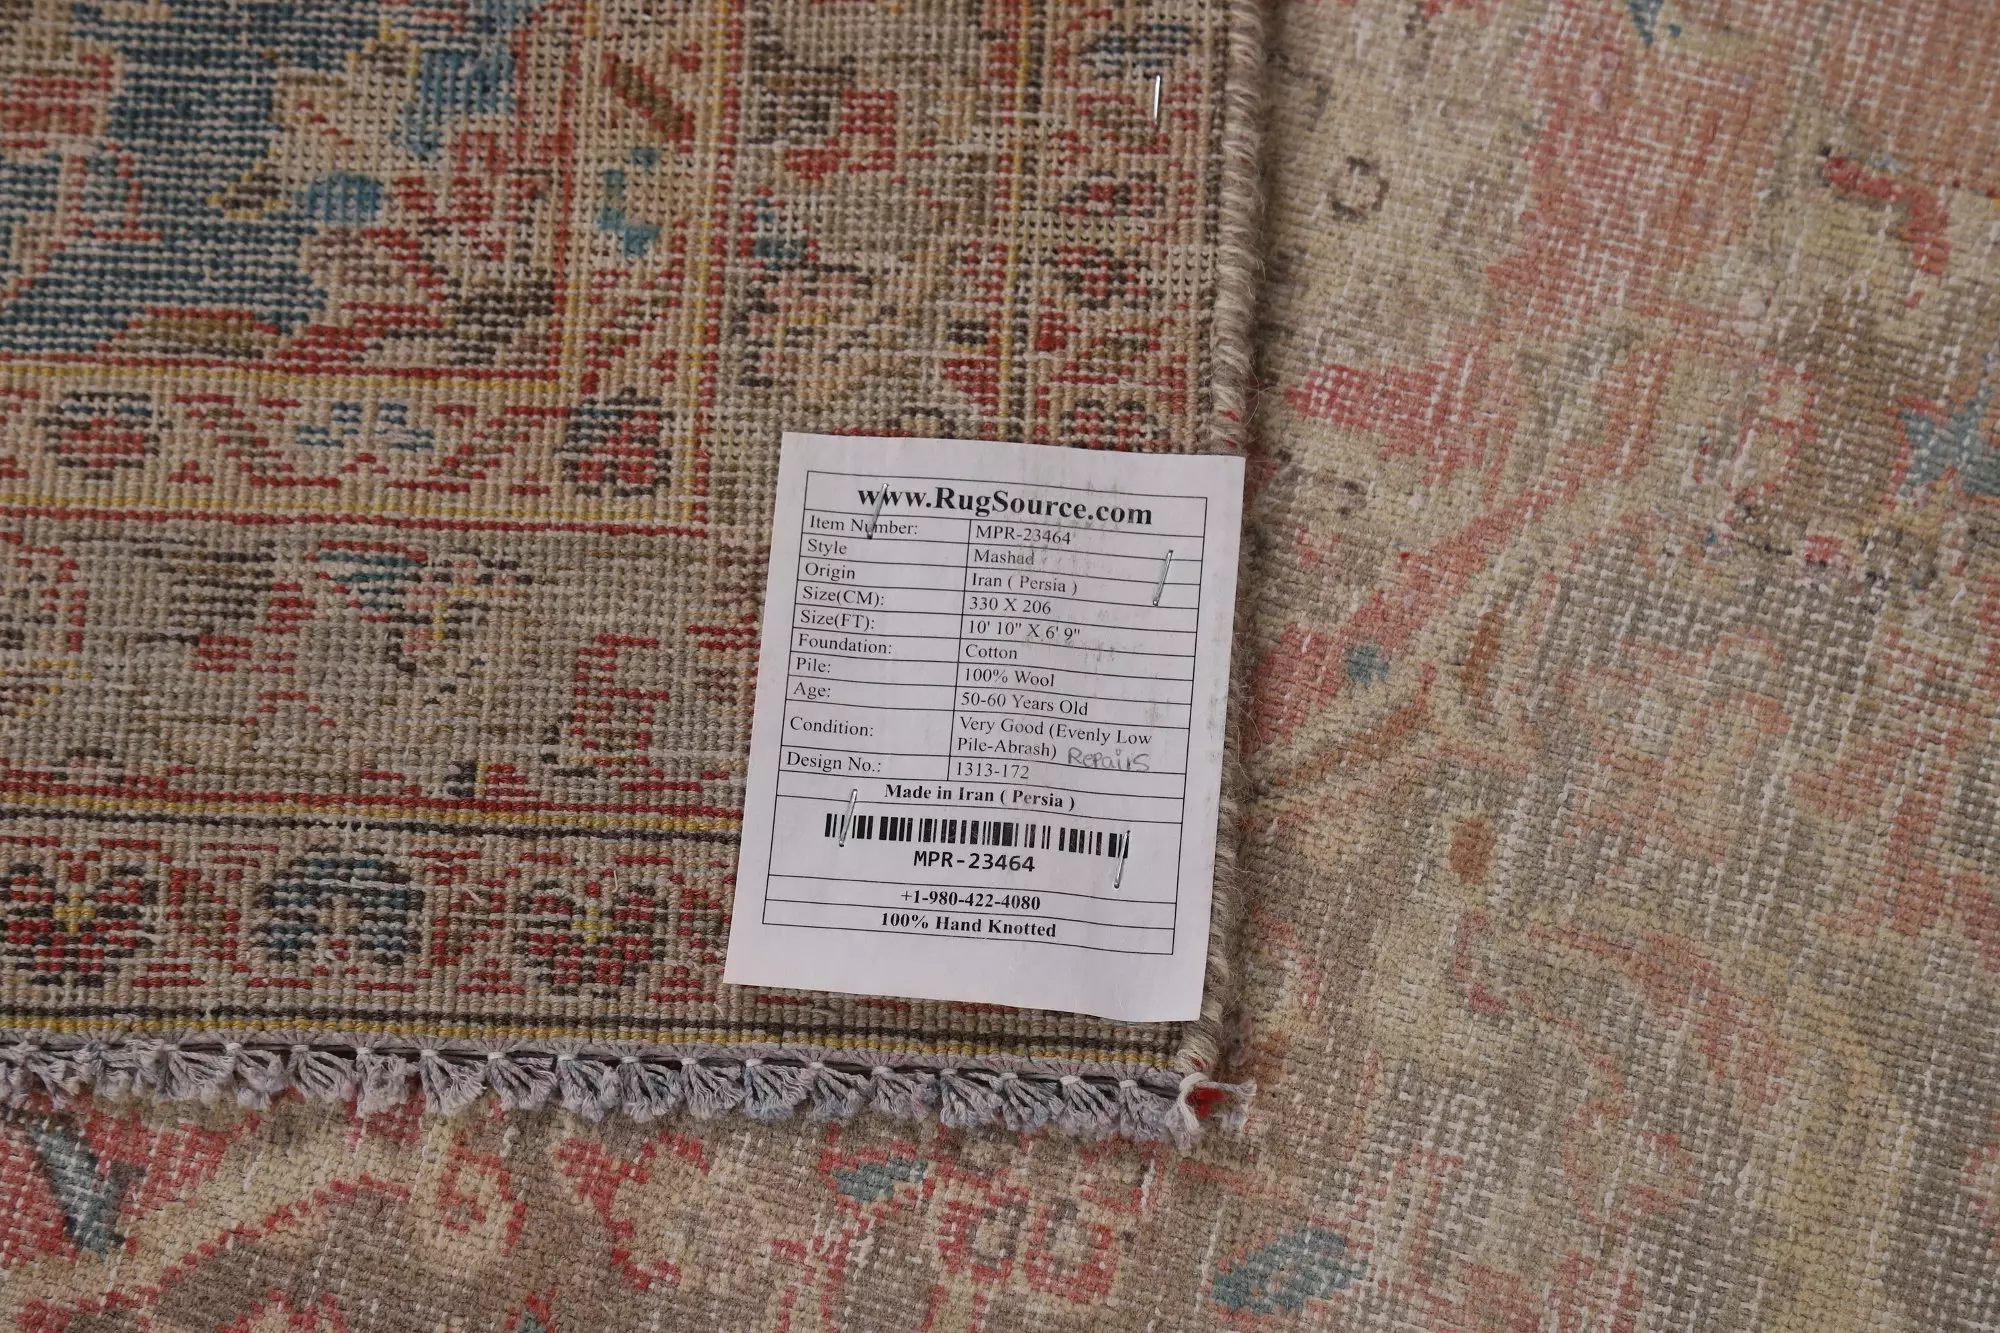 www.RugSource.com
Item Number: MPR-23464
Style Mashad
Origin Iran ( Persia )
Size(CM): 330 X 206
Size(FT): 10' 10" X 6' 9"
Foundation: Cotton
Pile: 100% Wool
Age: 50-60 Years Old
Condition: Very Good (Evenly Low
Pile-Abrash) Repairs
Design No.: 1313-172
Made in Iran ( Persia )
MPR-23464
+1-980-422-4080
100% Hand Knotted